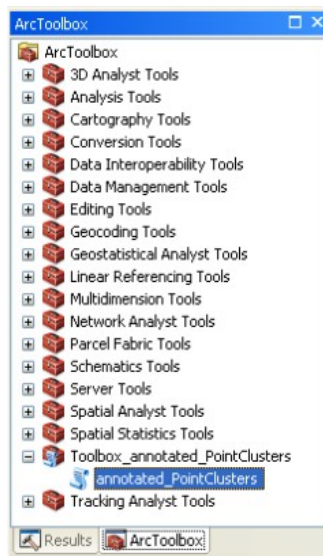 ArcToolbox
ArcToolbox
3D Analyst Tools
Analysis Tools
Cartography Tools
Conversion Tools
Data Interoperability Tools
Data Management Tools
Editing Tools
Geocoding Tools
Geostatistical Analyst Tools
Linear Referencing Tools
Multidimension Tools
Network Analyst Tools
Parcel Fabric Tools
Schematics Tools
Server Tools
Spatial Analyst Tools
Spatial Statistics Tools
Toolbox_annotated_PointClusters
annotated_PointClusters
Tracking Analyst Tools
Results ArcToolbox